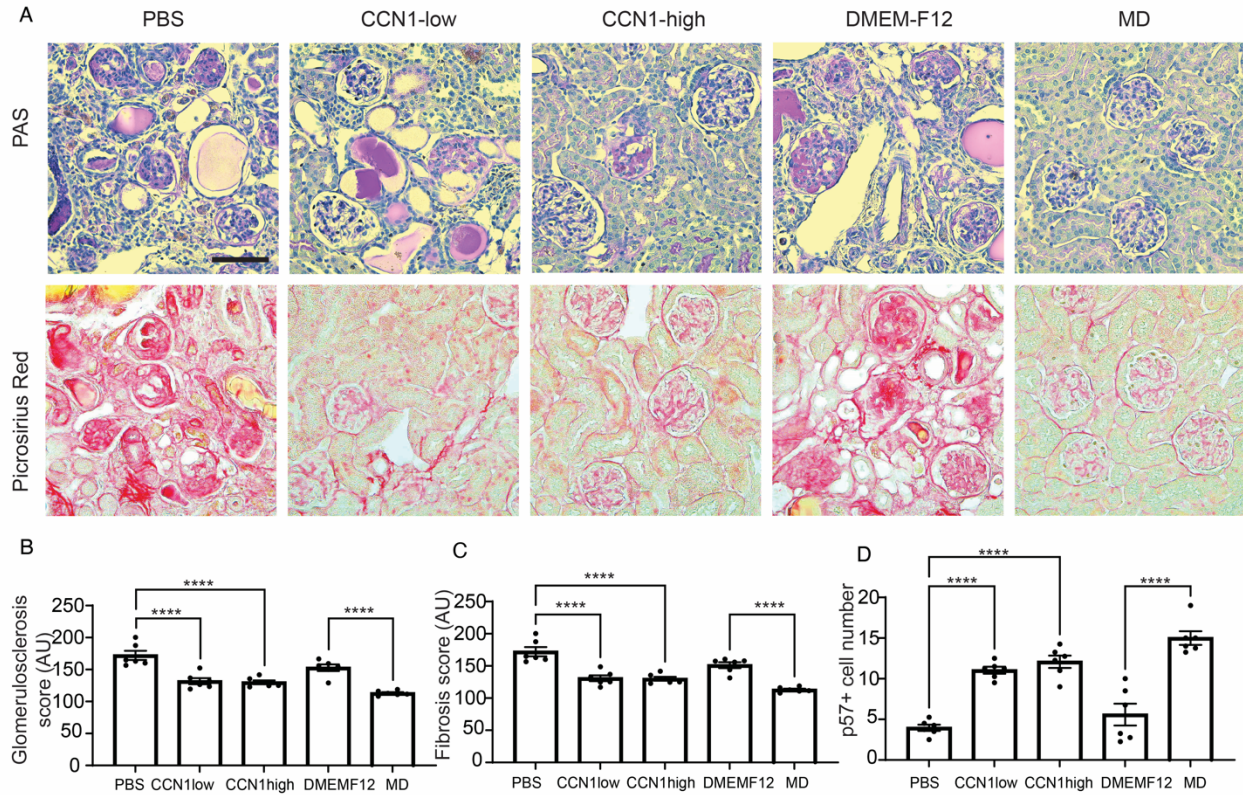 A
PBS CCN1-low CCN1-high DMEM-F12 MD
PAS
Picrosirius Red
B
Glomerulosclerosis
score (AU)
250
200
150
100
50
0
****
****
****
PBS CCN1low CCN1high DMEMF12 MD
C
Fibrosis score (AU)
250
200
150
100
50
0
****
****
****
PBS CCN1low CCN1high DMEMF12 MD
D
p57+ cell number
20
15
10
5
0
****
****
****
PBS CCN1low CCN1high DMEMF12 MD